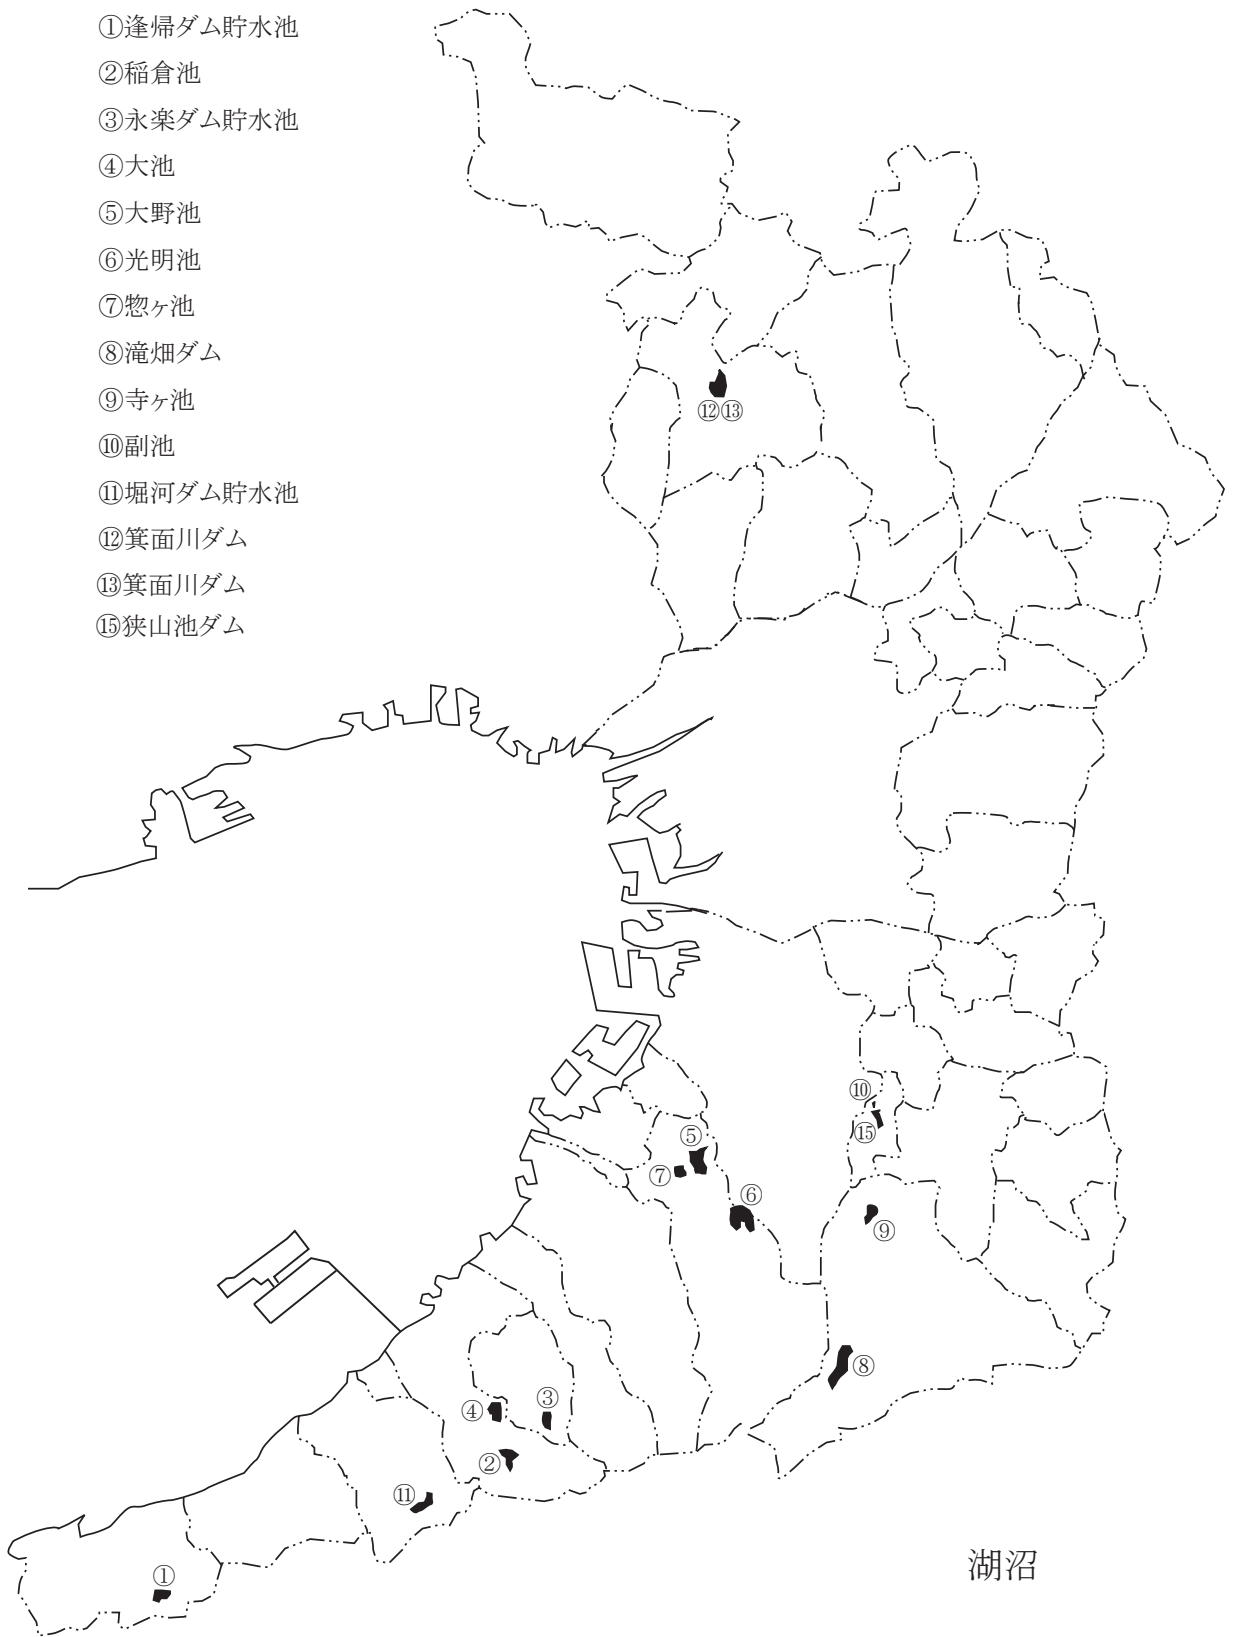 ①逢帰ダム貯水池
②稲倉池
③永楽ダム貯水池
④大池
⑤大野池
⑥光明池
⑦惣ヶ池
⑧滝畑ダム
⑨寺ヶ池
⑩副池
⑪堀河ダム貯水池
⑫箕面川ダム
⑬箕面川ダム
⑮狭山池ダム
⑫⑬
⑩
⑮
⑤
⑦
⑥
⑨
⑧
③
④
②
⑪
①
湖沼